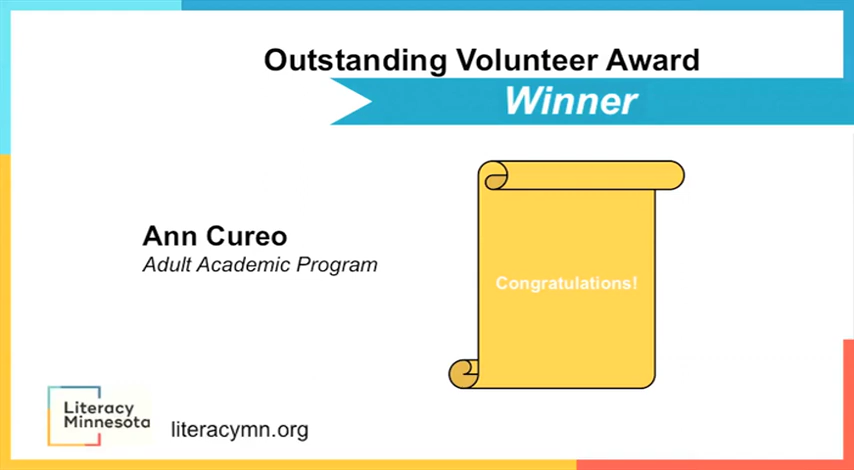 Outstanding Volunteer Award
Winner
Ann Cureo
Adult Academic Program
Congratulations!
Literacy
Minnesota
literacymn.org